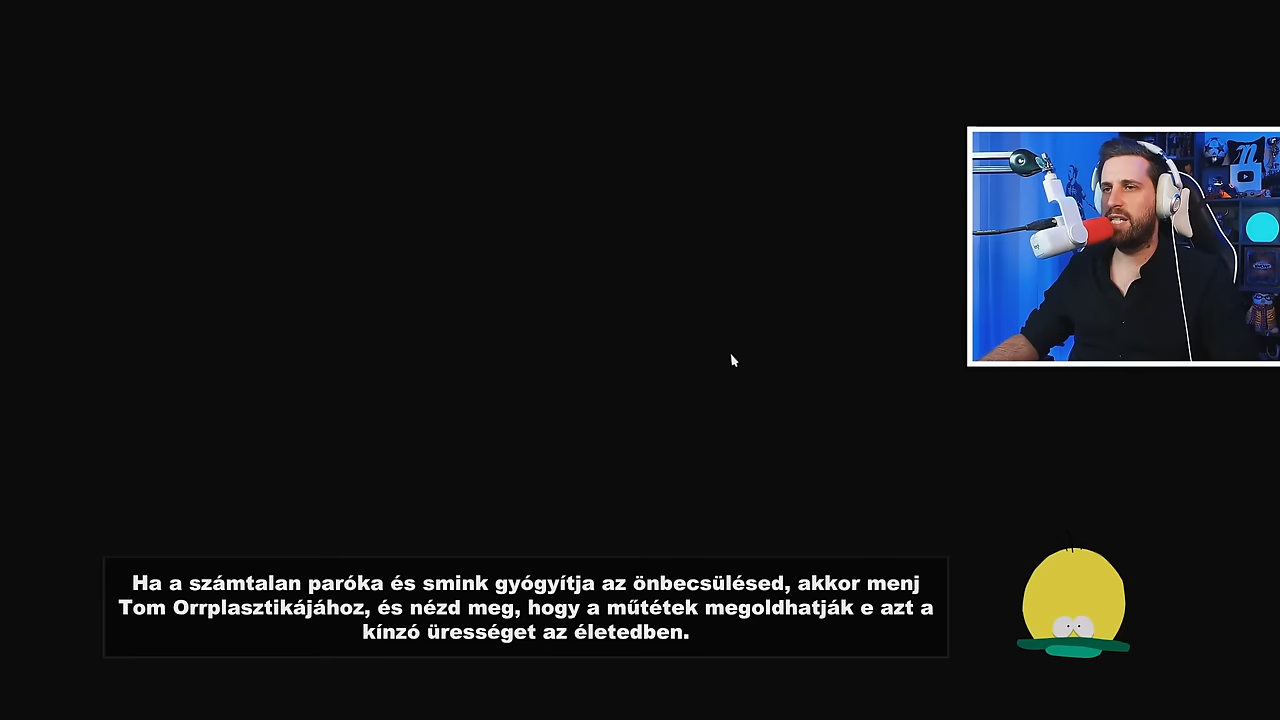 Ha a számtalan paróka és smink gyógyítja az önbecsülésed, akkor menj
Tom Orrplasztikájához, és nézd meg, hogy a műtétek megoldhatják e azt a
kínzó ürességet az életedben.